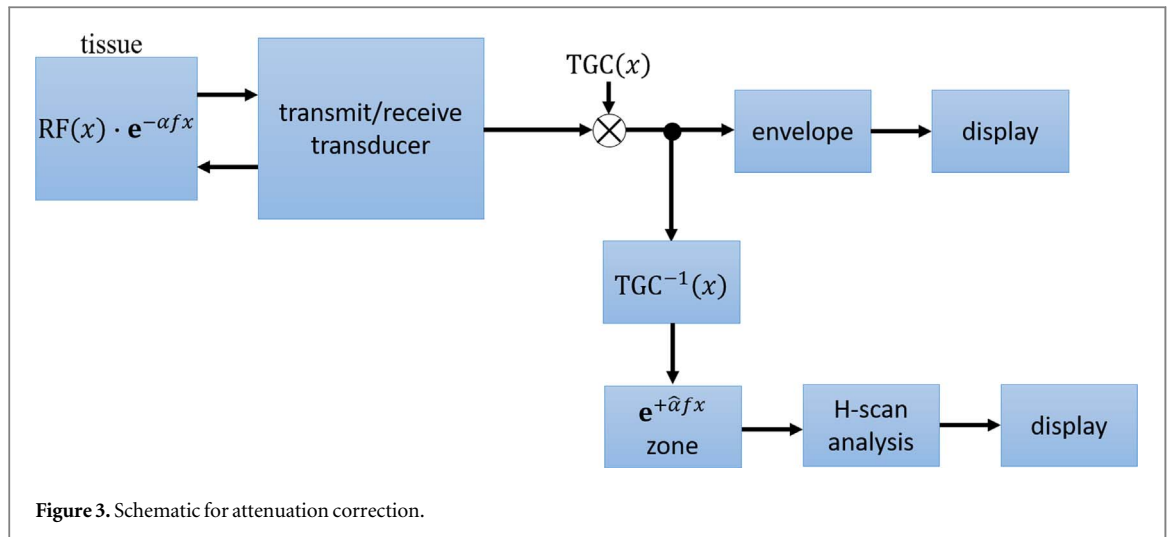 tissue
RF(x) · e^{−αfx}
transmit/receive
transducer
TGC(x)
envelope
display
TGC^{−1}(x)
e^{+α̂fx}
zone
H-scan
analysis
display
Figure 3. Schematic for attenuation correction.